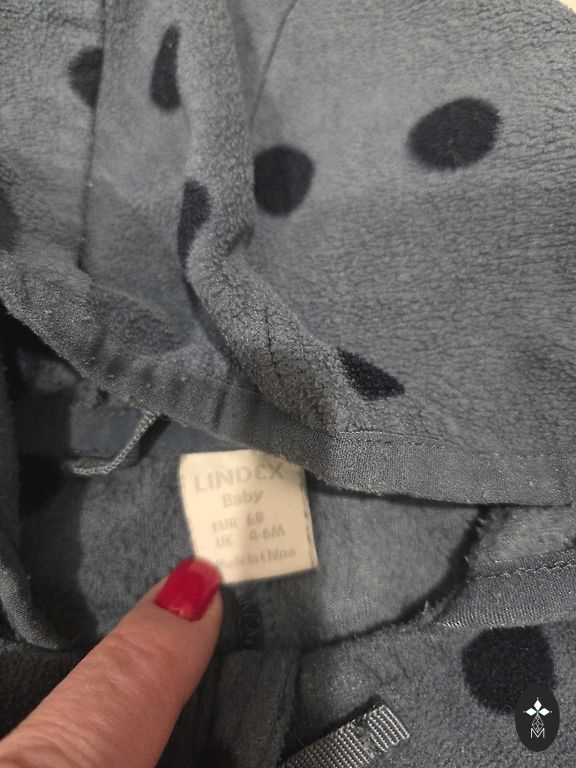 LINDEX
Baby
EUR 68
UK 4-6M
Made in China